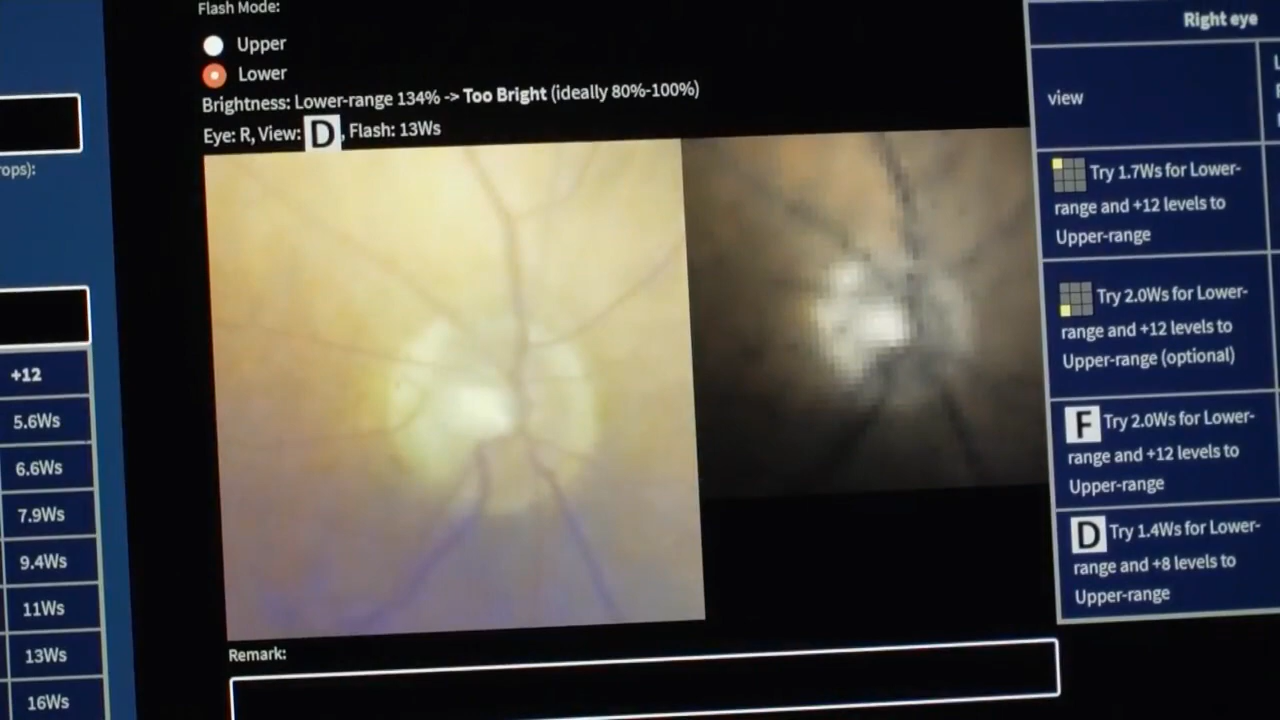 Flash Mode:
Upper
Lower
Brightness: Lower-range 134% -> Too Bright (ideally 80%-100%)
Eye: R, View: D, Flash: 13Ws
Remark:
rops):
+12
5.6Ws
6.6Ws
7.9Ws
9.4Ws
11Ws
13Ws
16Ws
Right eye
view
Try 1.7Ws for Lower-
range and +12 levels to
Upper-range
Try 2.0Ws for Lower-
range and +12 levels to
Upper-range (optional)
F Try 2.0Ws for Lower-
range and +12 levels to
Upper-range
D Try 1.4Ws for Lower-
range and +8 levels to
Upper-range